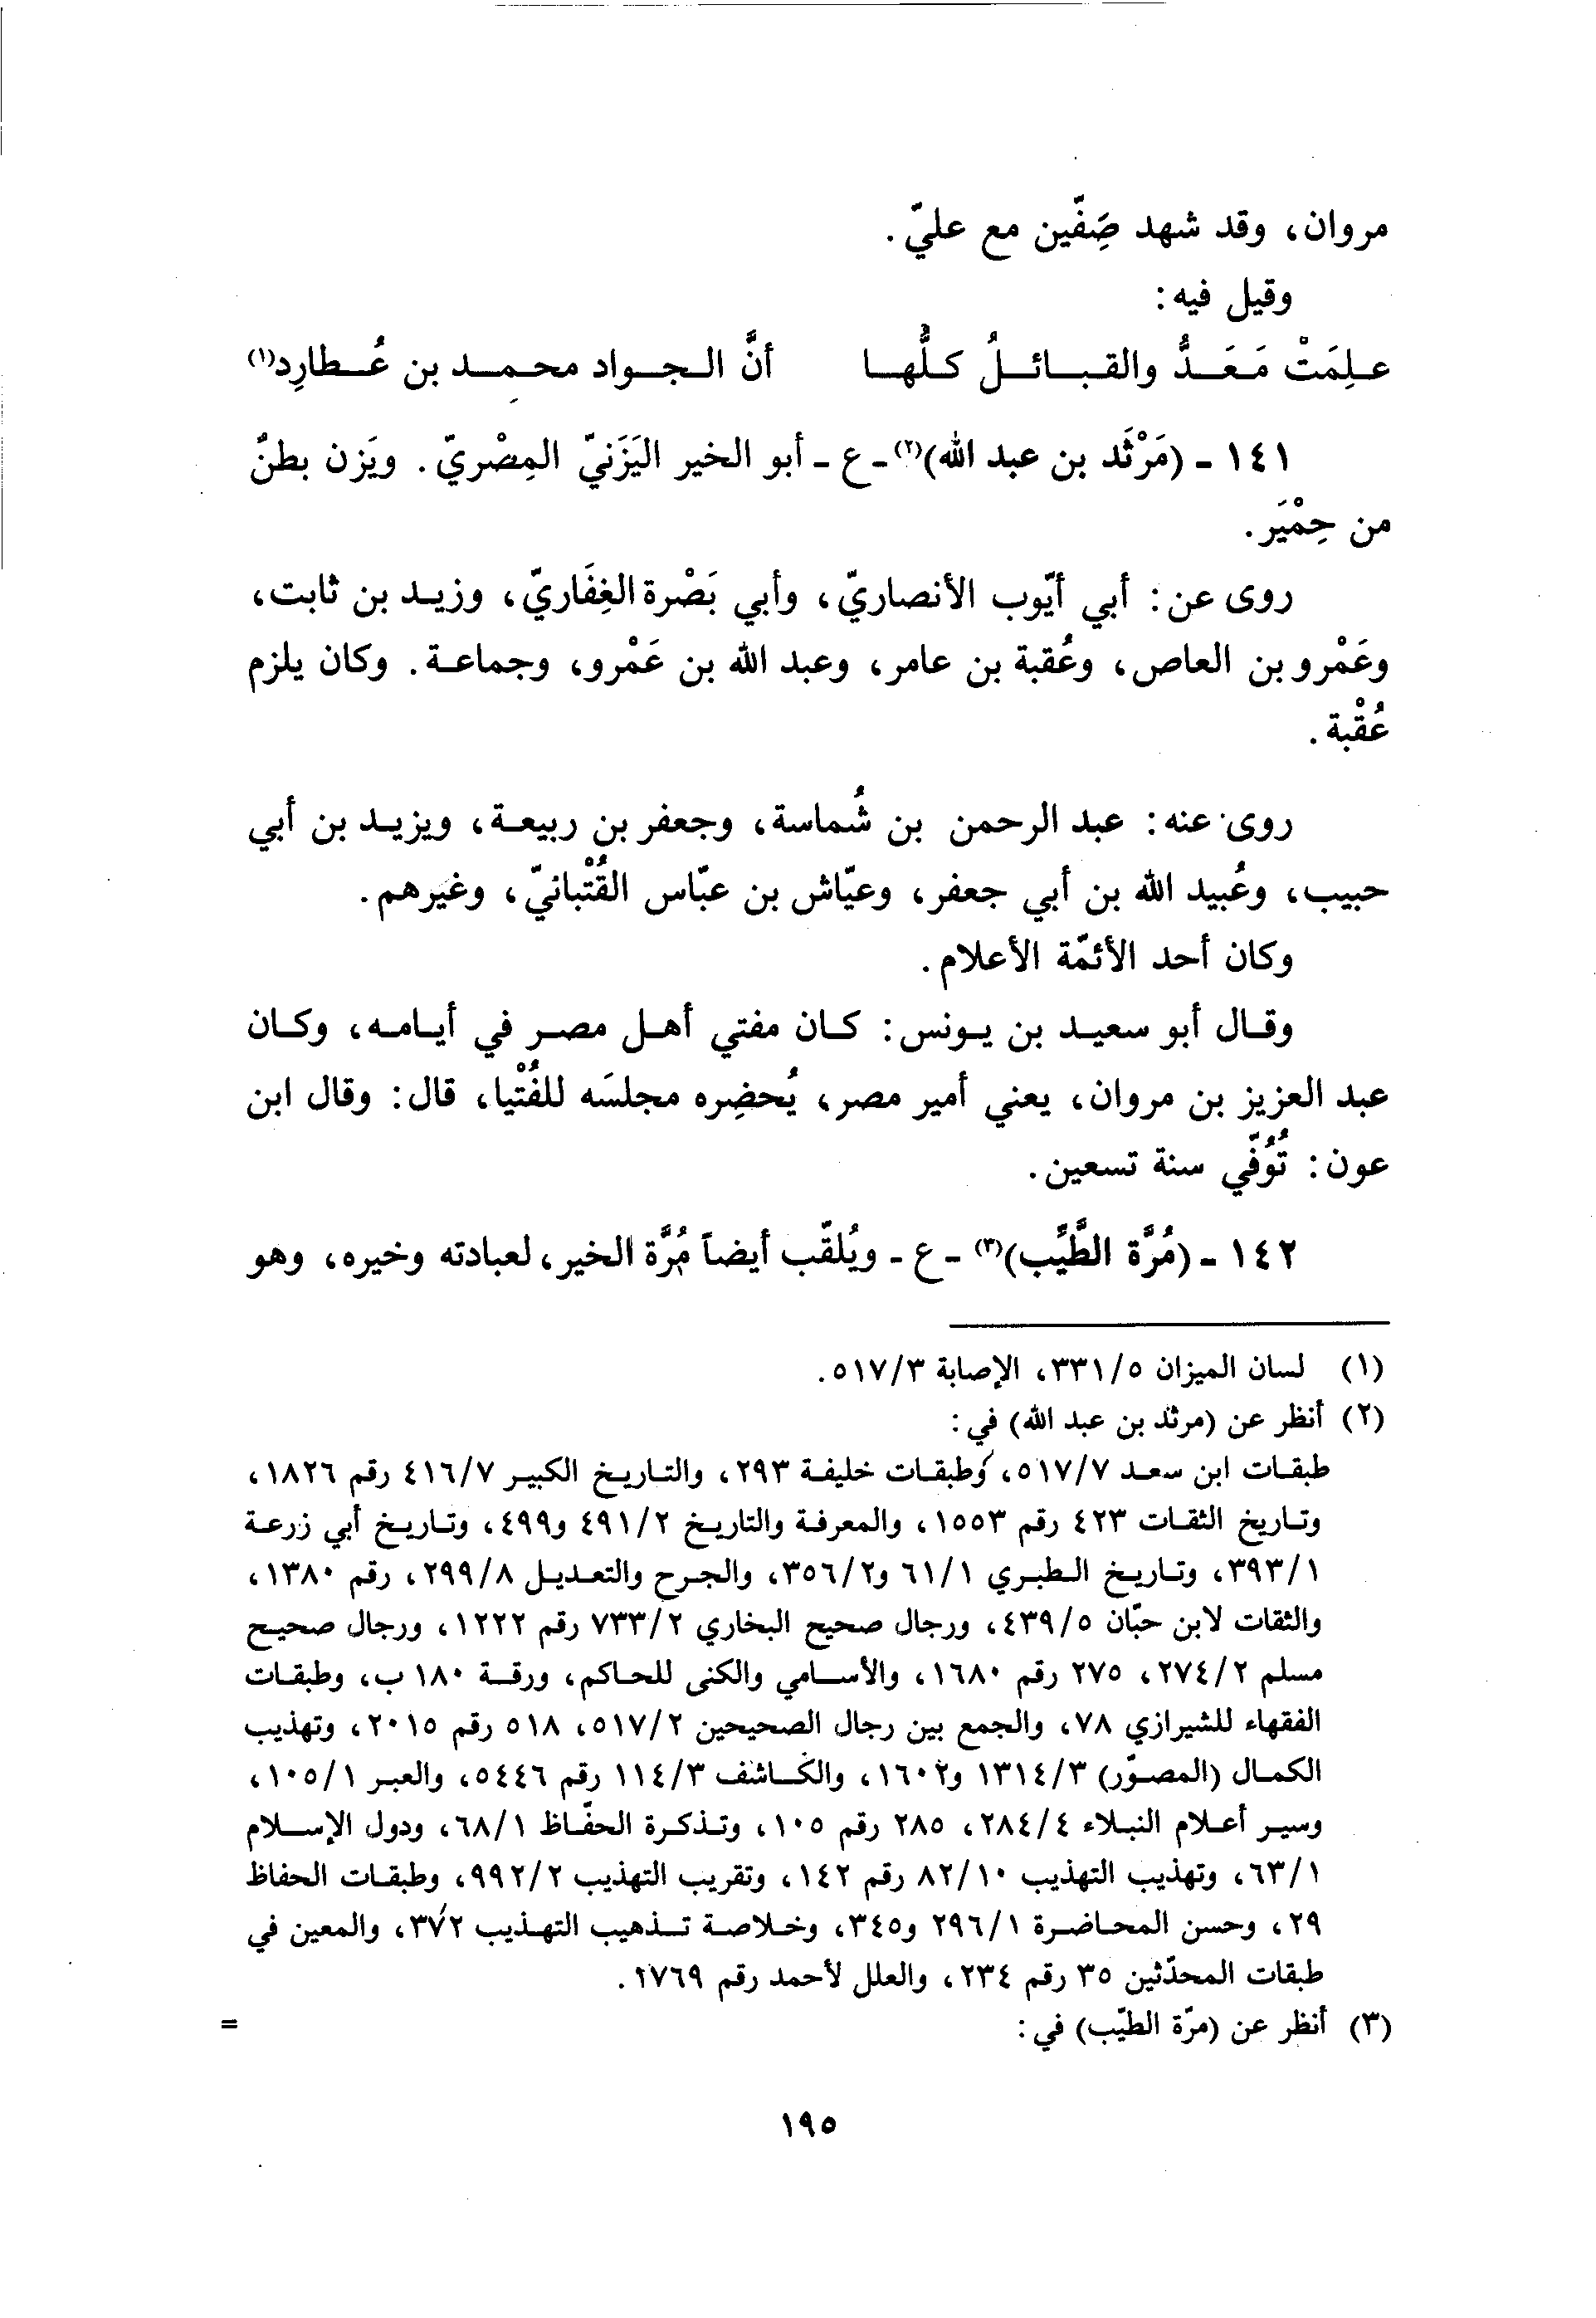 مروان، وقد شهد صَِفّين مع عليّ.
وقيل فيه:
علِمَتْ مَعَدُّ والقبائلُ كلُّها أنَّ الجواد محمد بن عُطارِد(١)
١٤١ - (مَرْثَد بن عبد الله)(٢) - ع - أبو الخير اليَزَنيّ المِصْريّ. ويَزن بطنٌ
من حِمْيَر.
روى عن: أبي أيّوب الأنصاريّ، وأبي بَصْرة الغِفَاريّ، وزيد بن ثابت،
وعَمْرو بن العاص، وعُقبة بن عامر، وعبد الله بن عَمْرو، وجماعة. وكان يلزم
عُقْبة.
روى عنه: عبد الرحمن بن شُماسة، وجعفر بن ربيعة، ويزيد بن أبي
حبيب، وعُبيد الله بن أبي جعفر، وعيّاش بن عبّاس القُتْبانيّ، وغيرهم.
وكان أحد الأئمّة الأعلام.
وقال أبو سعيد بن يونس: كان مفتي أهل مصر في أيامه، وكان
عبد العزيز بن مروان، يعني أمير مصر، يُحضِره مجلسَه للفُتْيا، قال: وقال ابن
عون: تُوُفّي سنة تسعين.
١٤٢ - (مُرَّة الطَّيِّب)(٣) - ع - ويُلقّب أيضاً مُرَّة الخير، لعبادته وخيره، وهو
(١) لسان الميزان ٣٣١/٥، الإصابة ٥١٧/٣.
(٢) أنظر عن (مرثد بن عبد الله) في:
طبقات ابن سعد ٥١٧/٧، وطبقات خليفة ٢٩٣، والتاريخ الكبير ٤١٦/٧ رقم ١٨٢٦،
وتاريخ الثقات ٤٢٣ رقم ١٥٥٣، والمعرفة والتاريخ ٤٩١/٢ و٤٩٩، وتاريخ أبي زرعة
٣٩٣/١، وتاريخ الطبري ٦١/١ و٣٥٦/٢، والجرح والتعديل ٢٩٩/٨، رقم ١٣٨٠،
والثقات لابن حبّان ٤٣٩/٥، ورجال صحيح البخاري ٧٣٣/٢ رقم ١٢٢٢، ورجال صحيح
مسلم ٢٧٤/٢، ٢٧٥ رقم ١٦٨٠، والأسامي والكنى للحاكم، ورقة ١٨٠ ب، وطبقات
الفقهاء للشيرازي ٧٨، والجمع بين رجال الصحيحين ٥١٧/٢، ٥١٨ رقم ٢٠١٥، وتهذيب
الكمال (المصوّر) ١٣١٤/٣ و١٦٠٢، والكاشف ١١٤/٣ رقم ٥٤٤٦، والعبر ١٠٥/١،
وسير أعلام النبلاء ٢٨٤/٤، ٢٨٥ رقم ١٠٥، وتذكرة الحفّاظ ٦٨/١، ودول الإسلام
٦٣/١، وتهذيب التهذيب ٨٢/١٠ رقم ١٤٢، وتقريب التهذيب ٩٩٢/٢، وطبقات الحفاظ
٢٩، وحسن المحاضرة ٢٩٦/١ و٣٤٥، وخلاصة تذهيب التهذيب ٣٧٢، والمعين في
طبقات المحدّثين ٣٥ رقم ٢٣٤، والعلل لأحمد رقم ٢٧٦٩.
(٣) أنظر عن (مرّة الطيّب) في: =
١٩٥